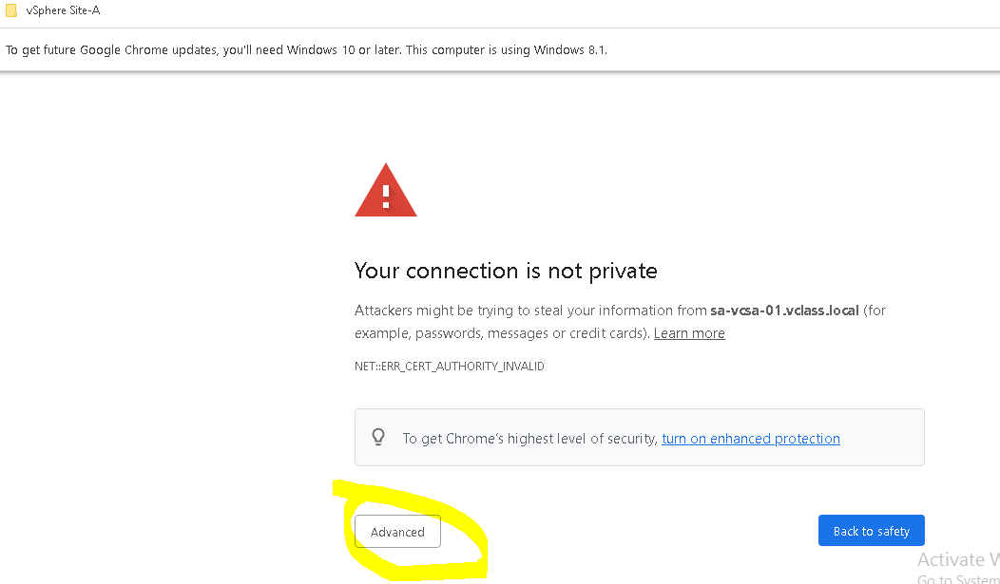 vSphere Site-A
To get future Google Chrome updates, you'll need Windows 10 or later. This computer is using Windows 8.1.
Your connection is not private
Attackers might be trying to steal your information from sa-vcsa-01.vclass.local (for
example, passwords, messages or credit cards). Learn more
NET::ERR_CERT_AUTHORITY_INVALID
To get Chrome's highest level of security, turn on enhanced protection
Advanced
Back to safety
Activate W
Go to System